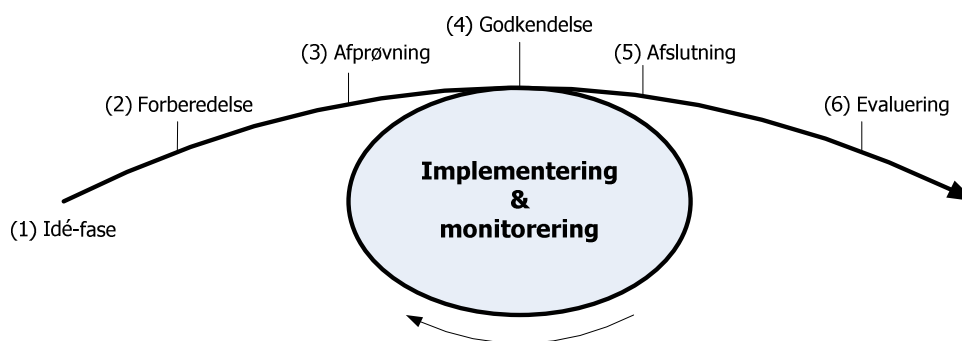 (4) Godkendelse
(3) Afprøvning
(5) Afslutning
(2) Forberedelse
(6) Evaluering
Implementering
&
monitorering
(1) Idé-fase